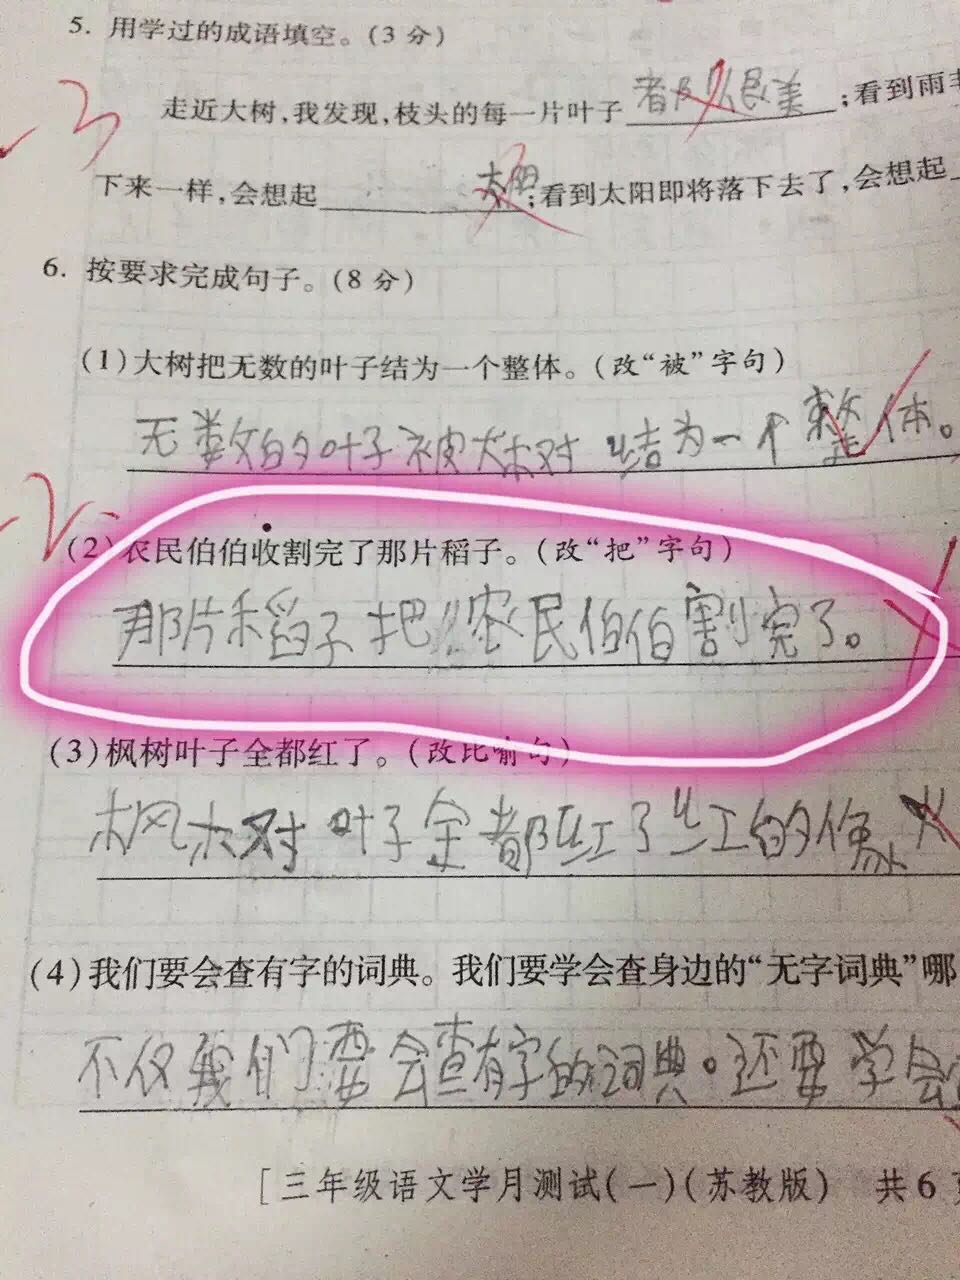 5. 用学过的成语填空。(3分)
走近大树,我发现,枝头的每一片叶子都很美;看到雨
下来一样,会想起太阳;看到太阳即将落下去了,会想起
6. 按要求完成句子。(8分)
(1)大树把无数的叶子结为一个整体。(改“被”字句)
无数的叶子被大树结为一个整体。
(2)农民伯伯收割完了那片稻子。(改“把”字句)
那片稻子把农民伯伯割完了。
(3)枫树叶子全都红了。(改比喻句)
枫树叶子全都红了红的像火
(4)我们要会查有字的词典。我们要学会查身边的“无字词典”哪
不仅我们要会查有字的词典。还要学会
[三年级语文学月测试(一)(苏教版) 共6